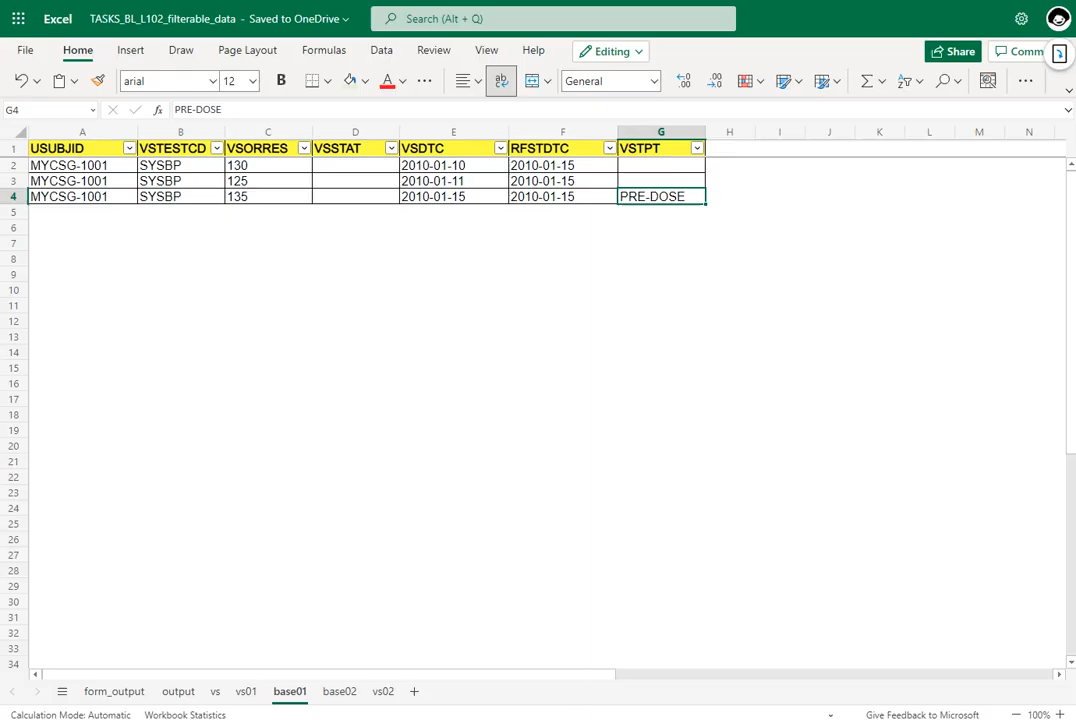 Excel TASKS_BL_L102_filterable_data - Saved to OneDrive Search (Alt + Q)
File Home Insert Draw Page Layout Formulas Data Review View Help Editing Share Comm
arial 12 B A ab General
G4 fx PRE-DOSE
A B C D E F G H I J K L M N
1 USUBJID VSTESTCD VSORRES VSSTAT VSDTC RFSTDTC VSTPT
2 MYCSG-1001 SYSBP 130 2010-01-10 2010-01-15
3 MYCSG-1001 SYSBP 125 2010-01-11 2010-01-15
4 MYCSG-1001 SYSBP 135 2010-01-15 2010-01-15 PRE-DOSE
5
6
7
8
9
10
11
12
13
14
15
16
17
18
19
20
21
22
23
24
25
26
27
28
29
30
31
32
33
34
form_output output vs vs01 base01 base02 vs02
Calculation Mode: Automatic Workbook Statistics Give Feedback to Microsoft 100%